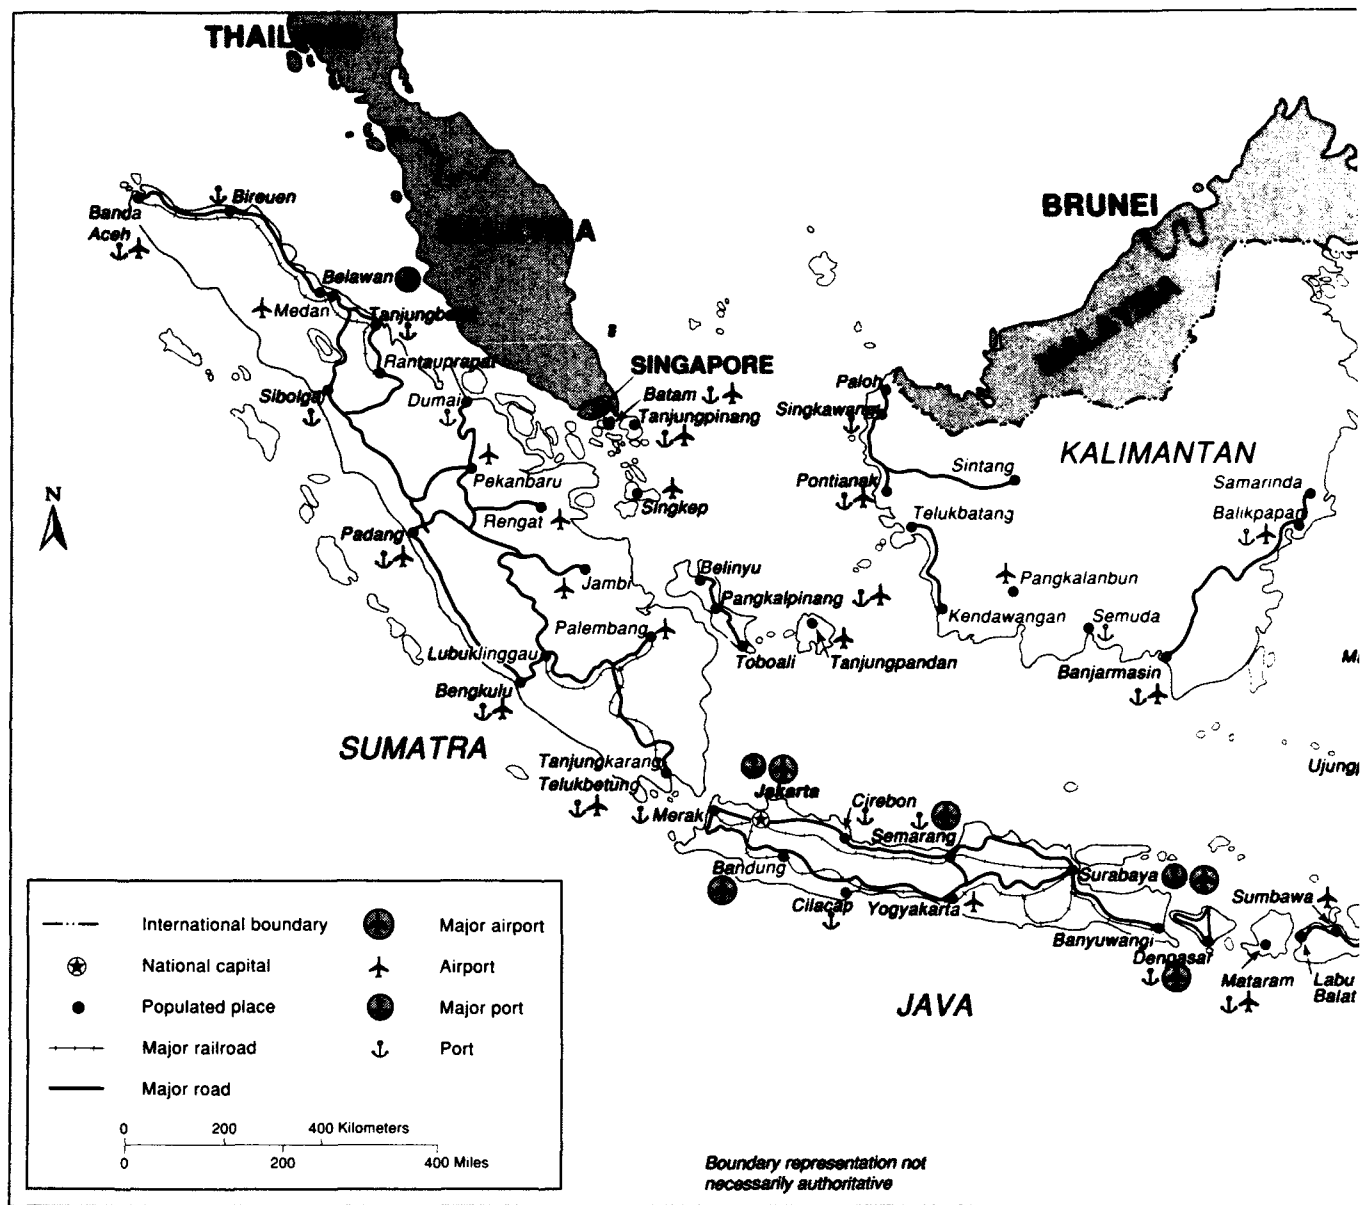 THAILAND
BRUNEI
MALAYSIA
MALAYSIA
Banda
Aceh
Bireuen
Belawan
Medan
Rantauprapat
Sibolga
Dumai
SINGAPORE
Batam
Tanjungpinang
Paloh
Singkawang
KALIMANTAN
Pekanbaru
Singkep
Rengat
Padang
Pontianak
Sintang
Samarinda
Balikpapan
Telukbatang
N
Jambi
Belinyu
Pangkalpinang
Pangkalanbun
Kendawangan
Semuda
Palembang
Lubuklinggau
Toboali
Tanjungpandan
Banjarmasin
Bengkulu
SUMATRA
Tanjungkarang
Telukbetung
Merak
Jakarta
Cirebon
Semarang
Bandung
Cilacap
Yogyakarta
Surabaya
Sumbawa
Banyuwangi
Denpasar
Mataram
Labu
Balat
JAVA
International boundary
National capital
Populated place
Major railroad
Major road
Major airport
Airport
Major port
Port
0 200 400 Kilometers
0 200 400 Miles
Boundary representation not
necessarily authoritative